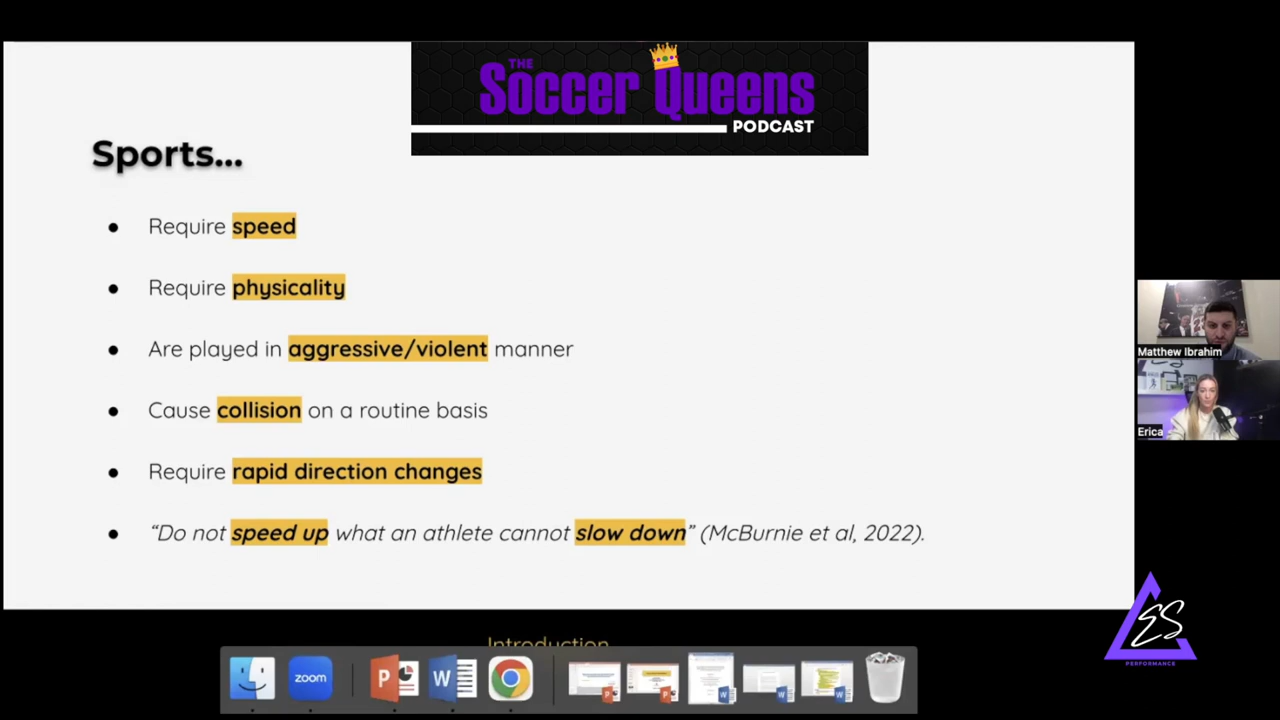 THE
Soccer Queens
PODCAST
Sports...
● Require speed
● Require physicality
● Are played in aggressive/violent manner
● Cause collision on a routine basis
● Require rapid direction changes
● “Do not speed up what an athlete cannot slow down” (McBurnie et al, 2022).
Matthew Ibrahim
Erica
ES
PERFORMANCE
Introduction
zoom
P
W